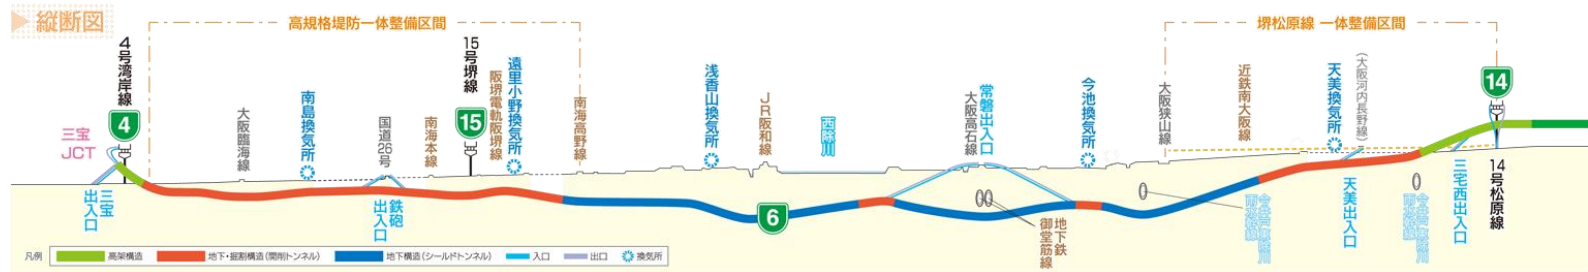 縦断図
高規格堤防一体整備区間
堺松原線 一体整備区間
4号湾岸線
4
三宝
JCT
三宝
出入口
大阪臨海線
南島換気所
国道26号
鉄砲
出入口
南海本線
15号堺線
15
阪堺電軌阪堺線
遠里小野換気所
南海高野線
浅香山換気所
JR阪和線
6
西除川
大阪高石線
常磐出入口
地下鉄
御堂筋線
今池換気所
大阪狭山線
近鉄南大阪線
天美換気所
天美出入口
(大阪河内長野線)
三宅西出入口
14
14号松原線
凡例
高架構造
地下・掘割構造(開削トンネル)
地下構造(シールドトンネル)
入口
出口
換気所